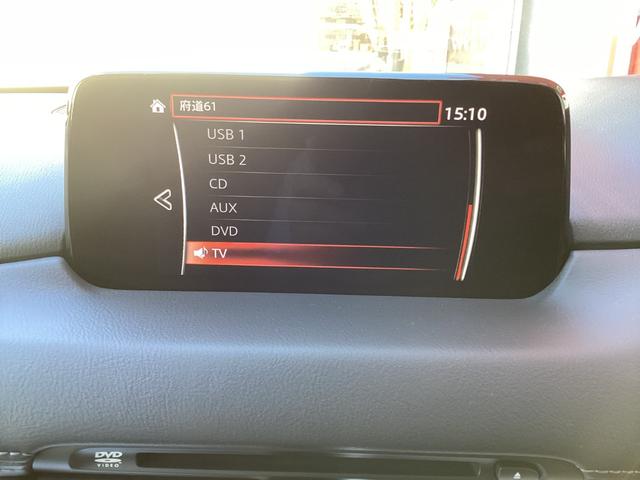 府道61
15:10
USB 1
USB 2
CD
AUX
DVD
TV
DVD
VIDEO